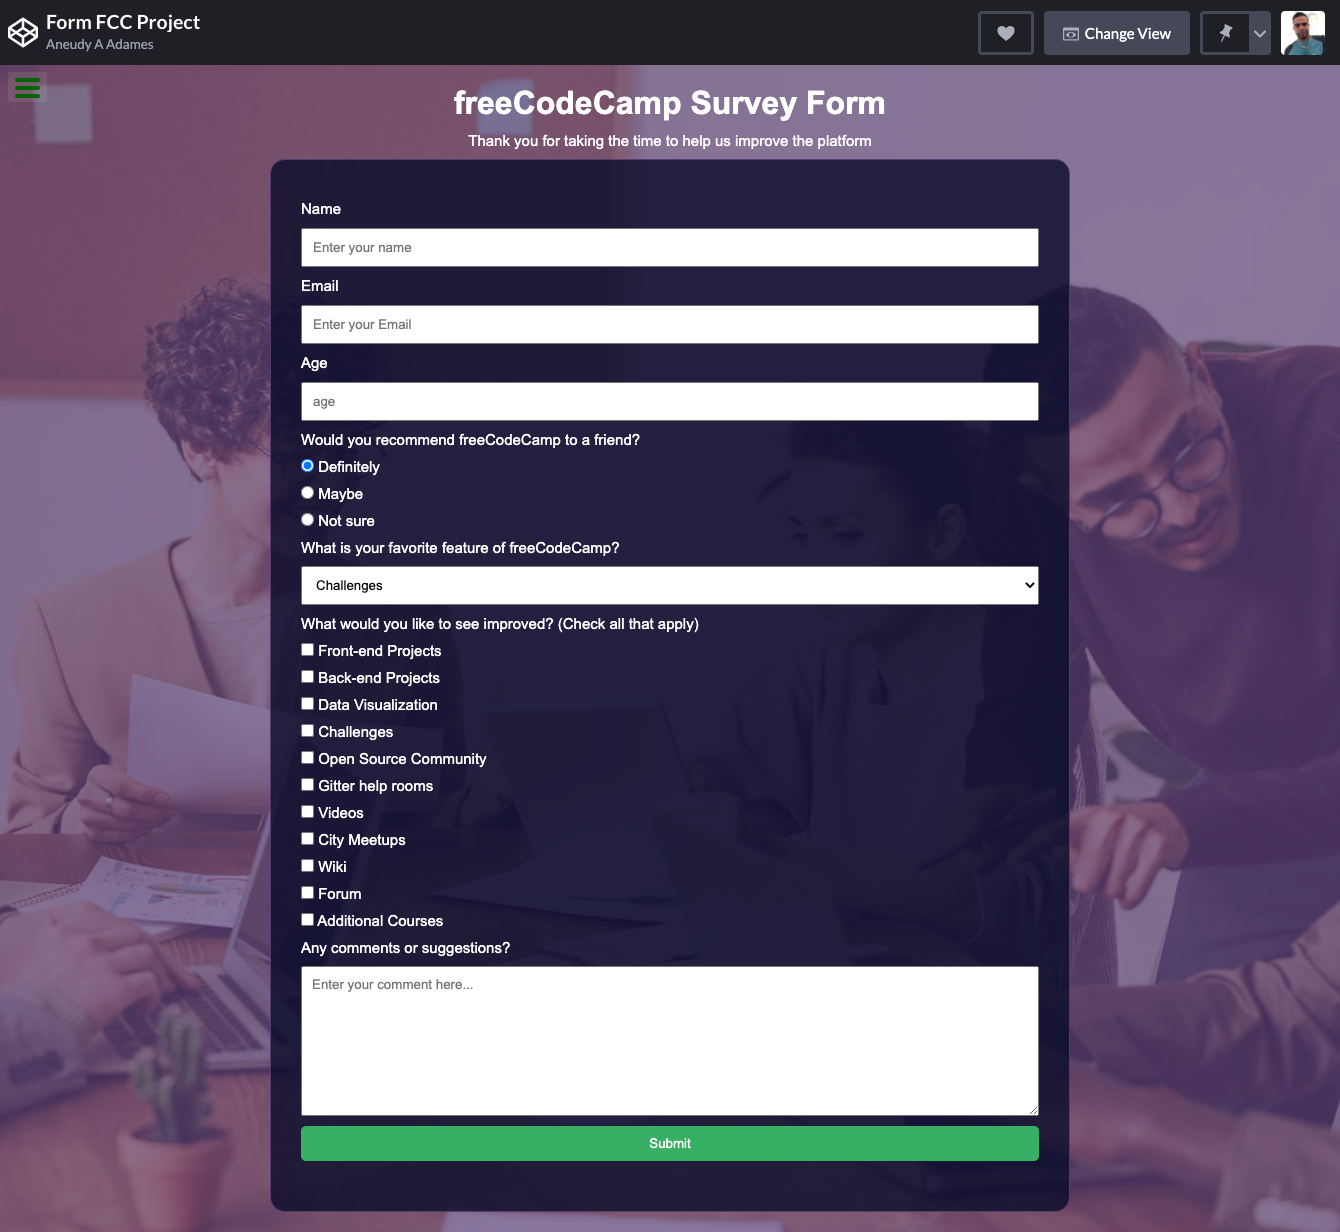 Form FCC Project
Aneudy A Adames
Change View
freeCodeCamp Survey Form
Thank you for taking the time to help us improve the platform
Name
Enter your name
Email
Enter your Email
Age
age
Would you recommend freeCodeCamp to a friend?
Definitely
Maybe
Not sure
What is your favorite feature of freeCodeCamp?
Challenges
What would you like to see improved? (Check all that apply)
Front-end Projects
Back-end Projects
Data Visualization
Challenges
Open Source Community
Gitter help rooms
Videos
City Meetups
Wiki
Forum
Additional Courses
Any comments or suggestions?
Enter your comment here...
Submit